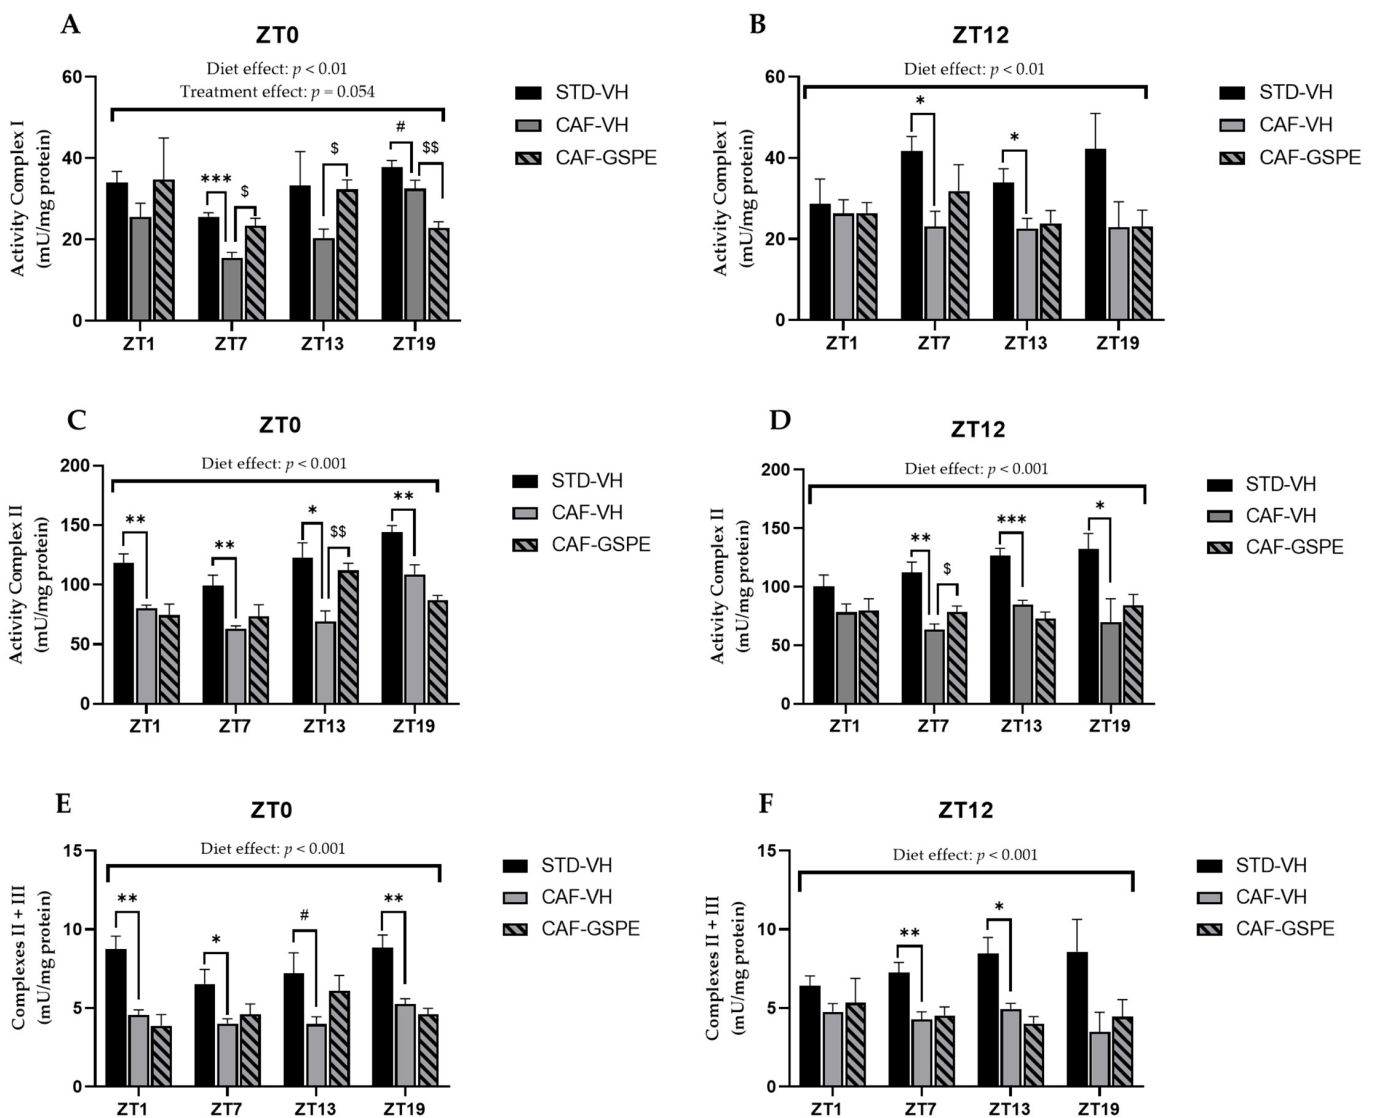 A
ZT0
Diet effect: p < 0.01
Treatment effect: p = 0.054
Activity Complex I
(mU/mg protein)
60
40
20
0
***
$
$
#
$$
ZT1
ZT7
ZT13
ZT19
STD-VH
CAF-VH
CAF-GSPE
B
ZT12
Diet effect: p < 0.01
Activity Complex I
(mU/mg protein)
60
40
20
0
*
*
ZT1
ZT7
ZT13
ZT19
STD-VH
CAF-VH
CAF-GSPE
C
ZT0
Diet effect: p < 0.001
Activity Complex II
(mU/mg protein)
200
150
100
50
0
**
**
*
$$
**
ZT1
ZT7
ZT13
ZT19
STD-VH
CAF-VH
CAF-GSPE
D
ZT12
Diet effect: p < 0.001
Activity Complex II
(mU/mg protein)
200
150
100
50
0
**
$
***
*
ZT1
ZT7
ZT13
ZT19
STD-VH
CAF-VH
CAF-GSPE
E
ZT0
Diet effect: p < 0.001
Complexes II + III
(mU/mg protein)
15
10
5
0
**
*
#
**
ZT1
ZT7
ZT13
ZT19
STD-VH
CAF-VH
CAF-GSPE
F
ZT12
Diet effect: p < 0.001
Complexes II + III
(mU/mg protein)
15
10
5
0
**
*
ZT1
ZT7
ZT13
ZT19
STD-VH
CAF-VH
CAF-GSPE